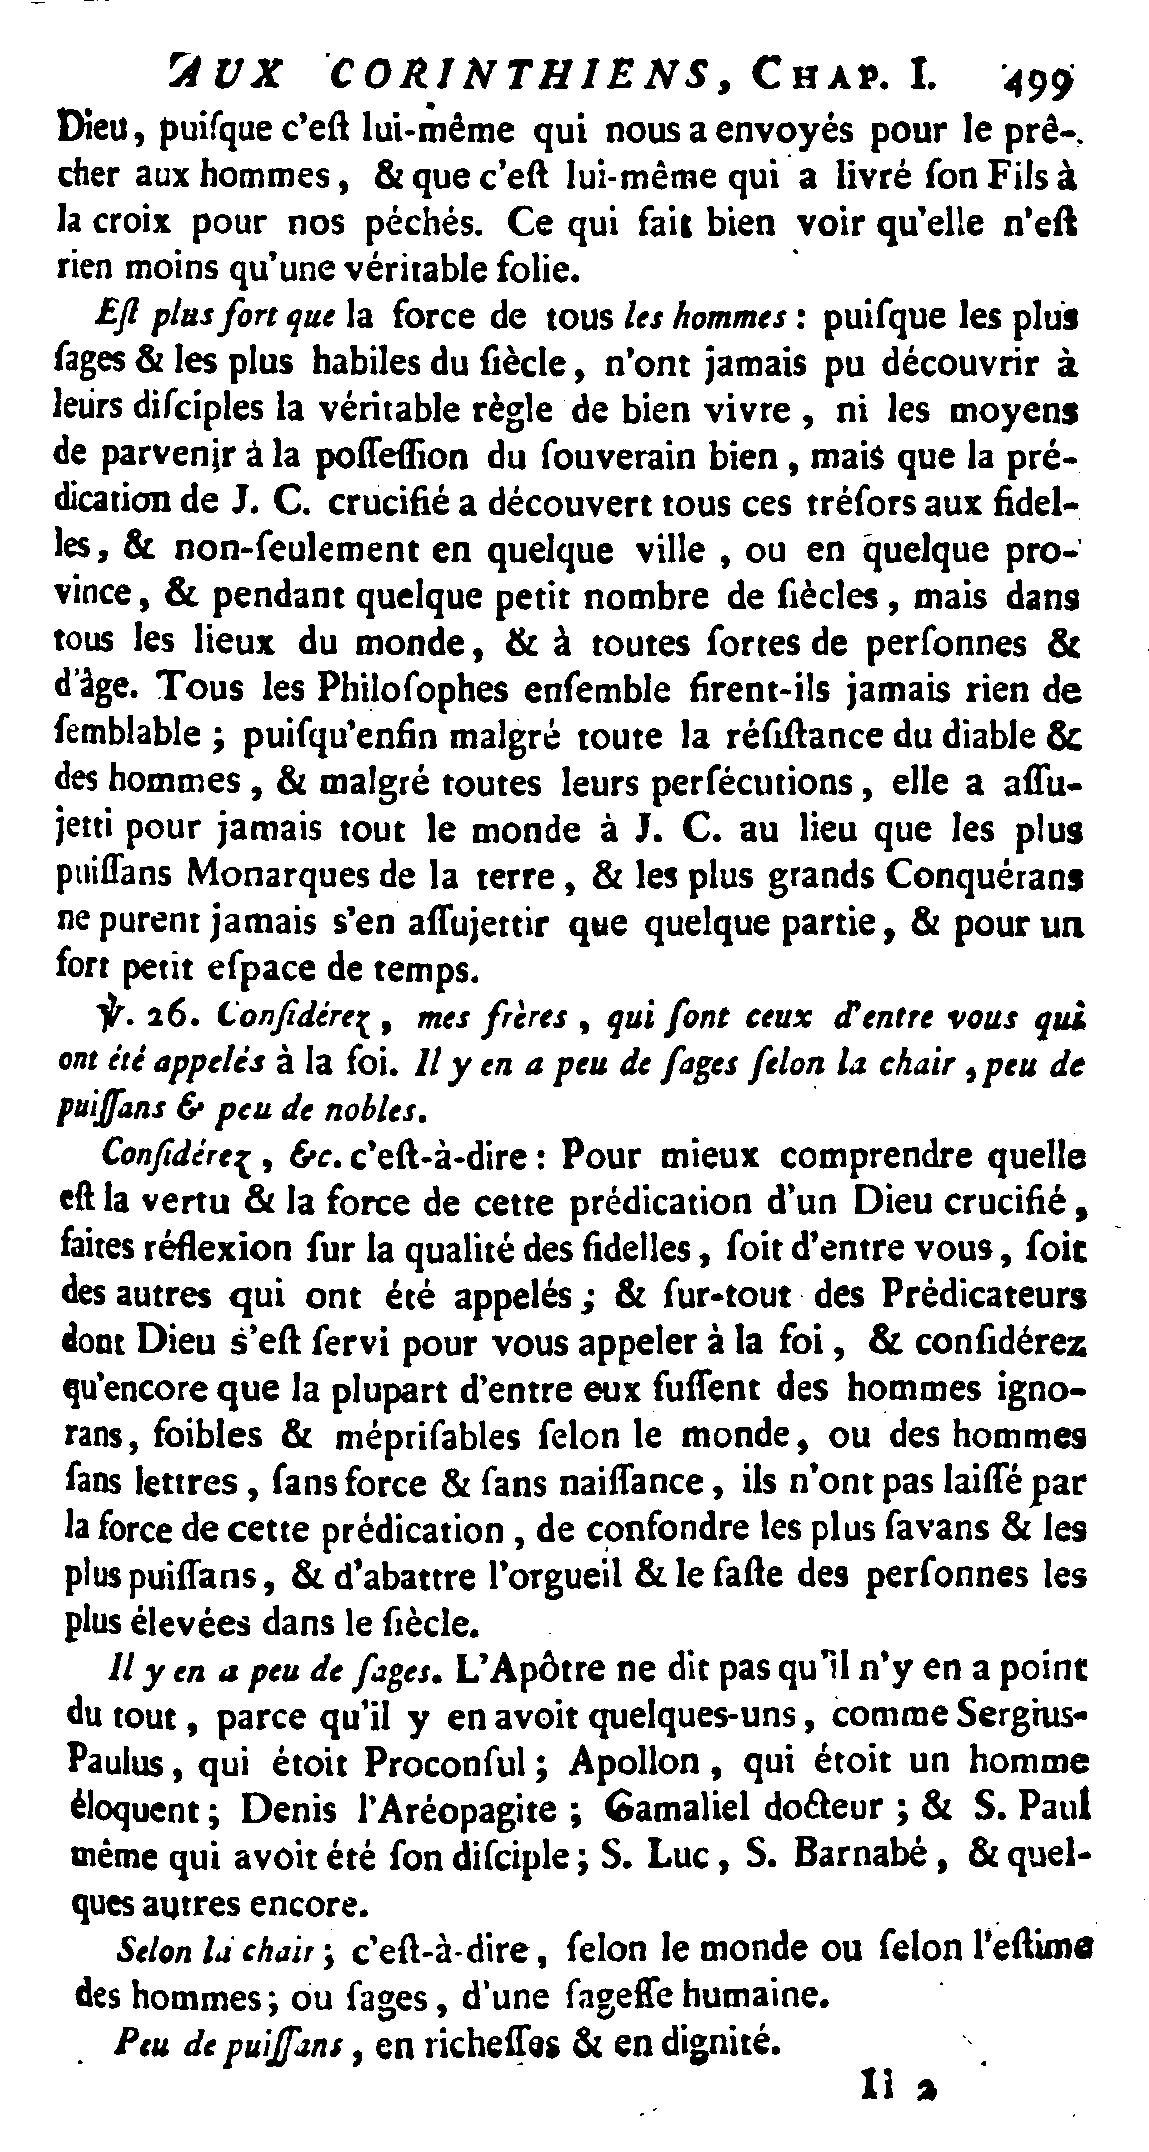 AUX CORINTHIENS, CHAP. I. 499
Dieu, puiſque c'eſt lui-même qui nous a envoyés pour le prê-
cher aux hommes, & que c'eſt lui-même qui a livré ſon Fils à
la croix pour nos péchés. Ce qui fait bien voir qu'elle n'eſt
rien moins qu'une véritable folie.
Eſt plus fort que la force de tous les hommes : puiſque les plus
ſages & les plus habiles du ſiècle, n'ont jamais pu découvrir à
leurs diſciples la véritable règle de bien vivre, ni les moyens
de parvenir à la poſſeſſion du ſouverain bien, mais que la pré-
dication de J. C. crucifié a découvert tous ces tréſors aux fidel-
les, & non-ſeulement en quelque ville, ou en quelque pro-
vince, & pendant quelque petit nombre de ſiècles, mais dans
tous les lieux du monde, & à toutes ſortes de perſonnes &
d'âge. Tous les Philoſophes enſemble firent-ils jamais rien de
ſemblable ; puiſqu'enfin malgré toute la réſiſtance du diable &
des hommes, & malgré toutes leurs perſécutions, elle a aſſu-
jetti pour jamais tout le monde à J. C. au lieu que les plus
puiſſans Monarques de la terre, & les plus grands Conquérans
ne purent jamais s'en aſſujettir que quelque partie, & pour un
fort petit eſpace de temps.
℣. 26. Conſidérez, mes frères, qui ſont ceux d'entre vous qui
ont été appelés à la foi. Il y en a peu de ſages ſelon la chair, peu de
puiſſans & peu de nobles.
Conſidérez, &c. c'eſt-à-dire : Pour mieux comprendre quelle
eſt la vertu & la force de cette prédication d'un Dieu crucifié,
faites réflexion ſur la qualité des fidelles, ſoit d'entre vous, ſoit
des autres qui ont été appelés ; & ſur-tout des Prédicateurs
dont Dieu s'eſt ſervi pour vous appeler à la foi, & conſidérez
qu'encore que la plupart d'entre eux fuſſent des hommes igno-
rans, foibles & mépriſables ſelon le monde, ou des hommes
ſans lettres, ſans force & ſans naiſſance, ils n'ont pas laiſſé par
la force de cette prédication, de confondre les plus ſavans & les
plus puiſſans, & d'abattre l'orgueil & le faſte des perſonnes les
plus élevées dans le ſiècle.
Il y en a peu de ſages. L'Apôtre ne dit pas qu'il n'y en a point
du tout, parce qu'il y en avoit quelques-uns, comme Sergius-
Paulus, qui étoit Proconſul ; Apollon, qui étoit un homme
éloquent ; Denis l'Aréopagite ; Gamaliel docteur ; & S. Paul
même qui avoit été ſon diſciple ; S. Luc, S. Barnabé, & quel-
ques autres encore.
Selon la chair ; c'eſt-à-dire, ſelon le monde ou ſelon l'eſtime
des hommes ; ou ſages, d'une ſageſſe humaine.
Peu de puiſſans, en richeſſes & en dignité.
Ii 2